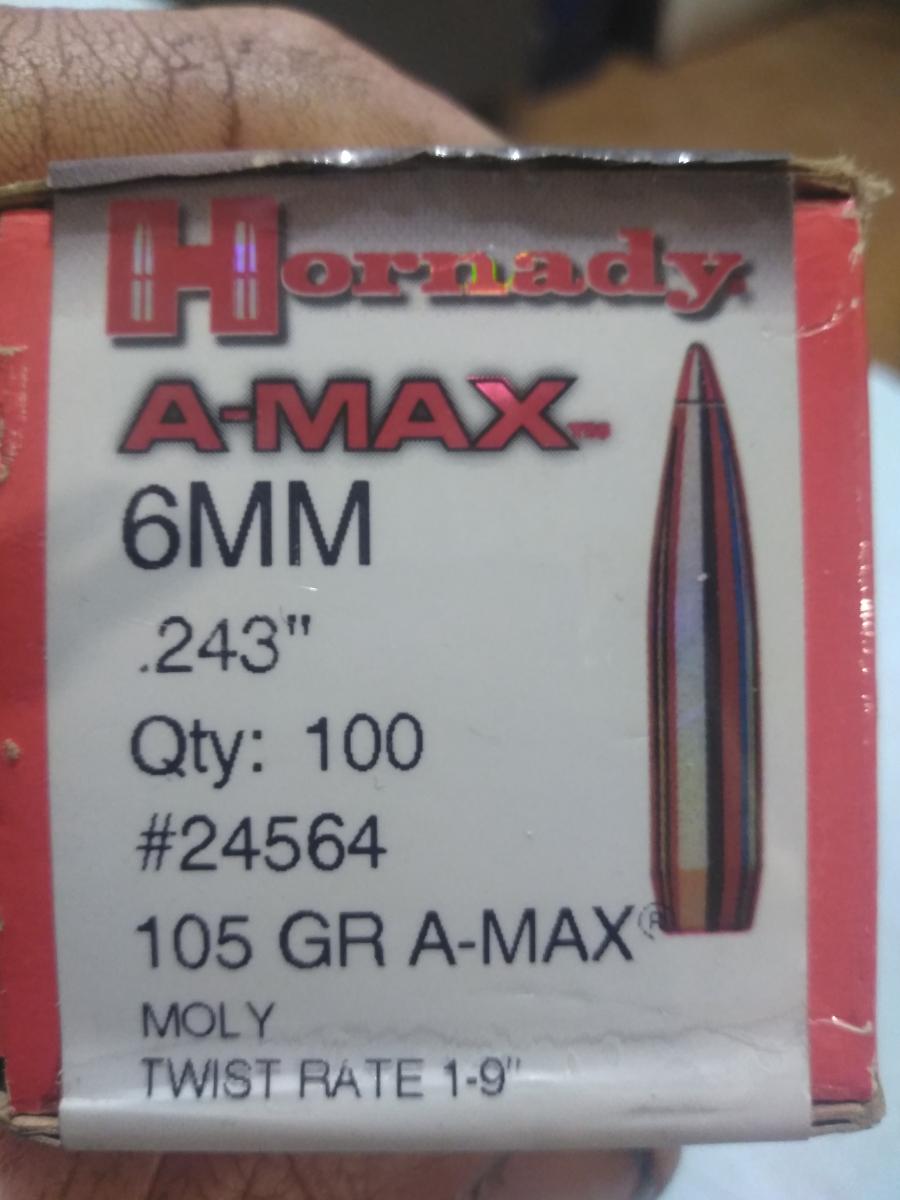 Hornady
A-MAX™
6MM
.243"
Qty: 100
#24564
105 GR A-MAX®
MOLY
TWIST RATE 1-9"